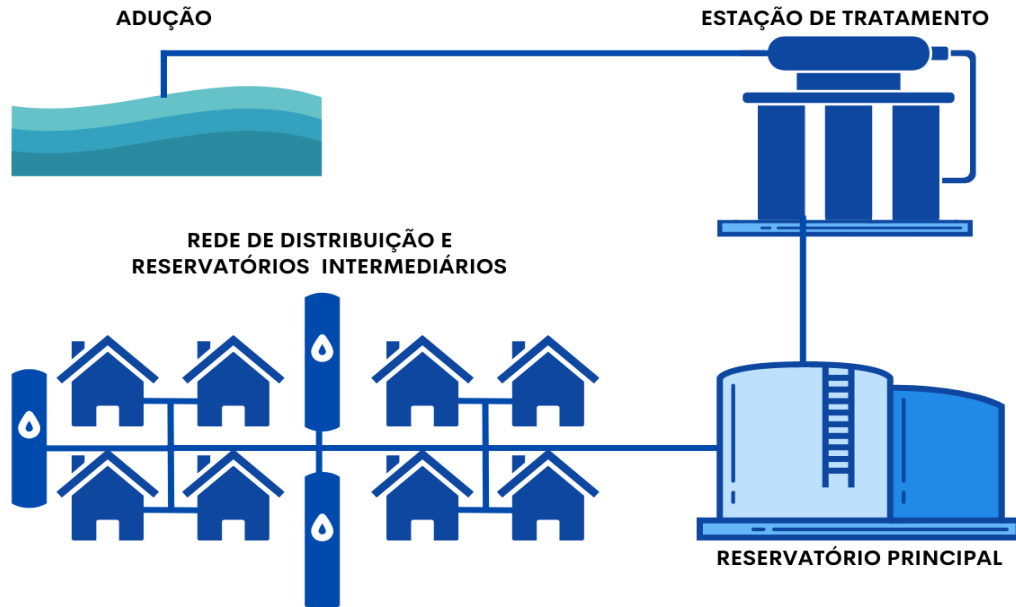 ADUÇÃO
ESTAÇÃO DE TRATAMENTO
REDE DE DISTRIBUIÇÃO E
RESERVATÓRIOS INTERMEDIÁRIOS
RESERVATÓRIO PRINCIPAL